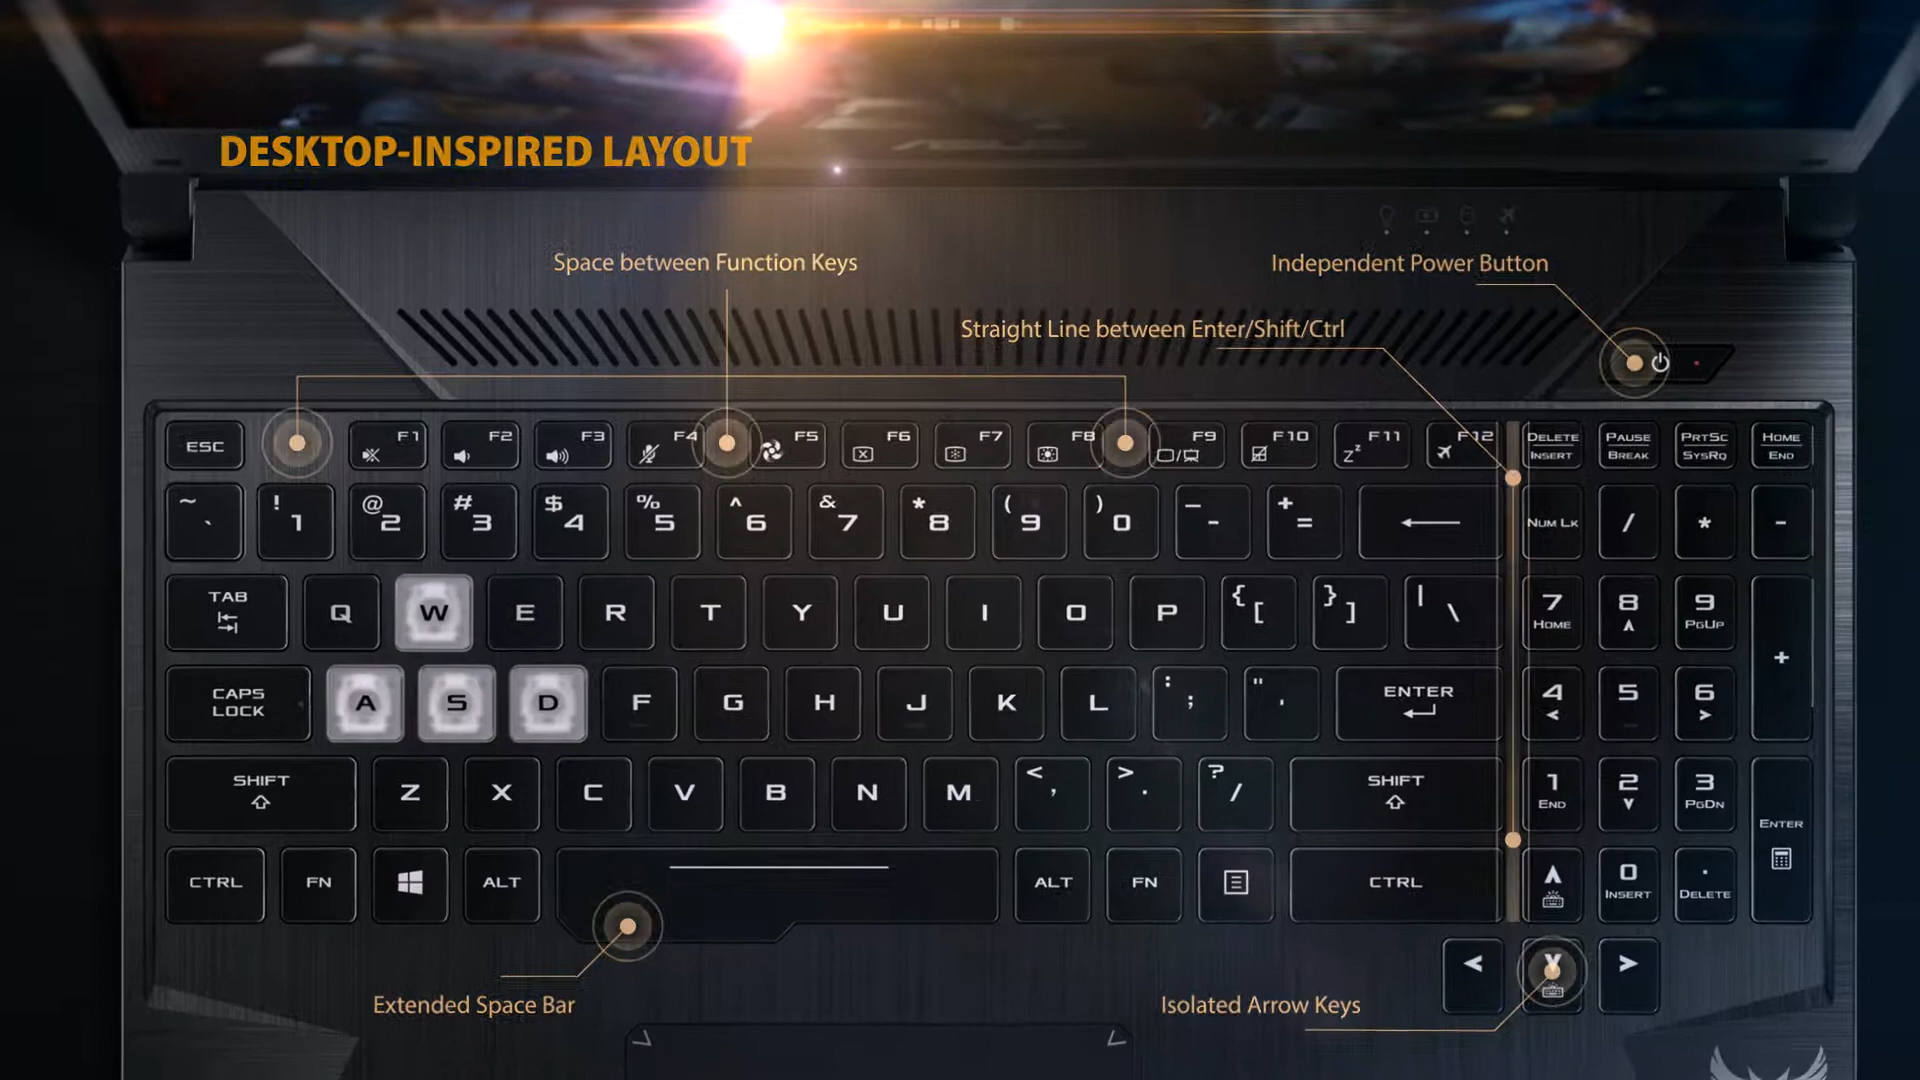 DESKTOP-INSPIRED LAYOUT
Space between Function Keys
Independent Power Button
Straight Line between Enter/Shift/Ctrl
ESC F1 F2 F3 F4 F5 F6 F7 F8 F9 F10 F11 F12 DELETE PAUSE PRTSC HOME
Z^z INSERT BREAK SYSRQ END
~ ! @ # $ % ^ & * ( ) _ +
` 1 2 3 4 5 6 7 8 9 0 - = NUM LK / * -
TAB Q W E R T Y U I O P { [ } ] | \ 7 8 9
HOME PGUP +
CAPS LOCK A S D F G H J K L : ; " ' ENTER 4 5 6
SHIFT Z X C V B N M < , > . ? / SHIFT 1 2 3
END PGDN ENTER
CTRL FN ALT ALT FN CTRL 0 .
INSERT DELETE
Extended Space Bar
Isolated Arrow Keys